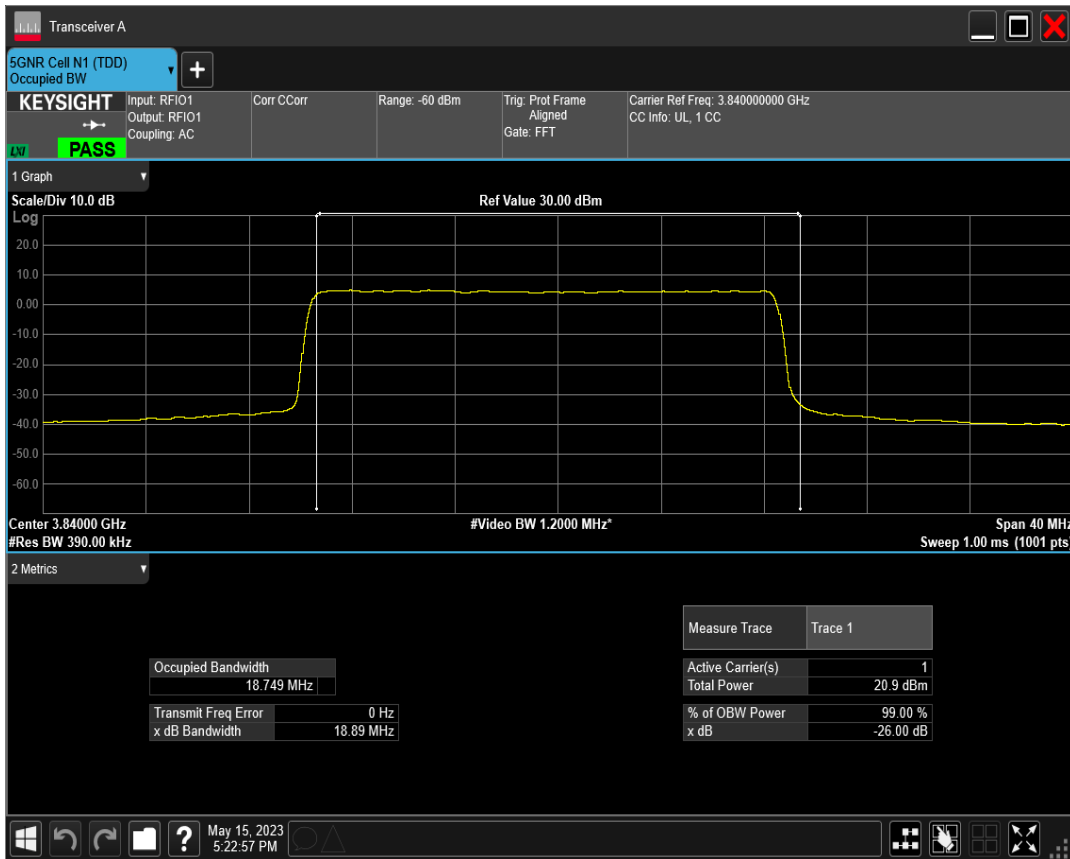 Transceiver A
5GNR Cell N1 (TDD)
Occupied BW
+
KEYSIGHT
LXI
PASS
Input: RFIO1
Output: RFIO1
Coupling: AC
Corr CCorr
Range: -60 dBm
Trig: Prot Frame
Aligned
Gate: FFT
Carrier Ref Freq: 3.840000000 GHz
CC Info: UL, 1 CC
1 Graph
Scale/Div 10.0 dB
Ref Value 30.00 dBm
Log
20.0
10.0
0.00
-10.0
-20.0
-30.0
-40.0
-50.0
-60.0
Center 3.84000 GHz
#Video BW 1.2000 MHz*
Span 40 MHz
#Res BW 390.00 kHz
Sweep 1.00 ms (1001 pts)
2 Metrics
Measure Trace Trace 1
Occupied Bandwidth
18.749 MHz
Active Carrier(s) 1
Total Power 20.9 dBm
Transmit Freq Error 0 Hz
x dB Bandwidth 18.89 MHz
% of OBW Power 99.00 %
x dB -26.00 dB
?
May 15, 2023
5:22:57 PM